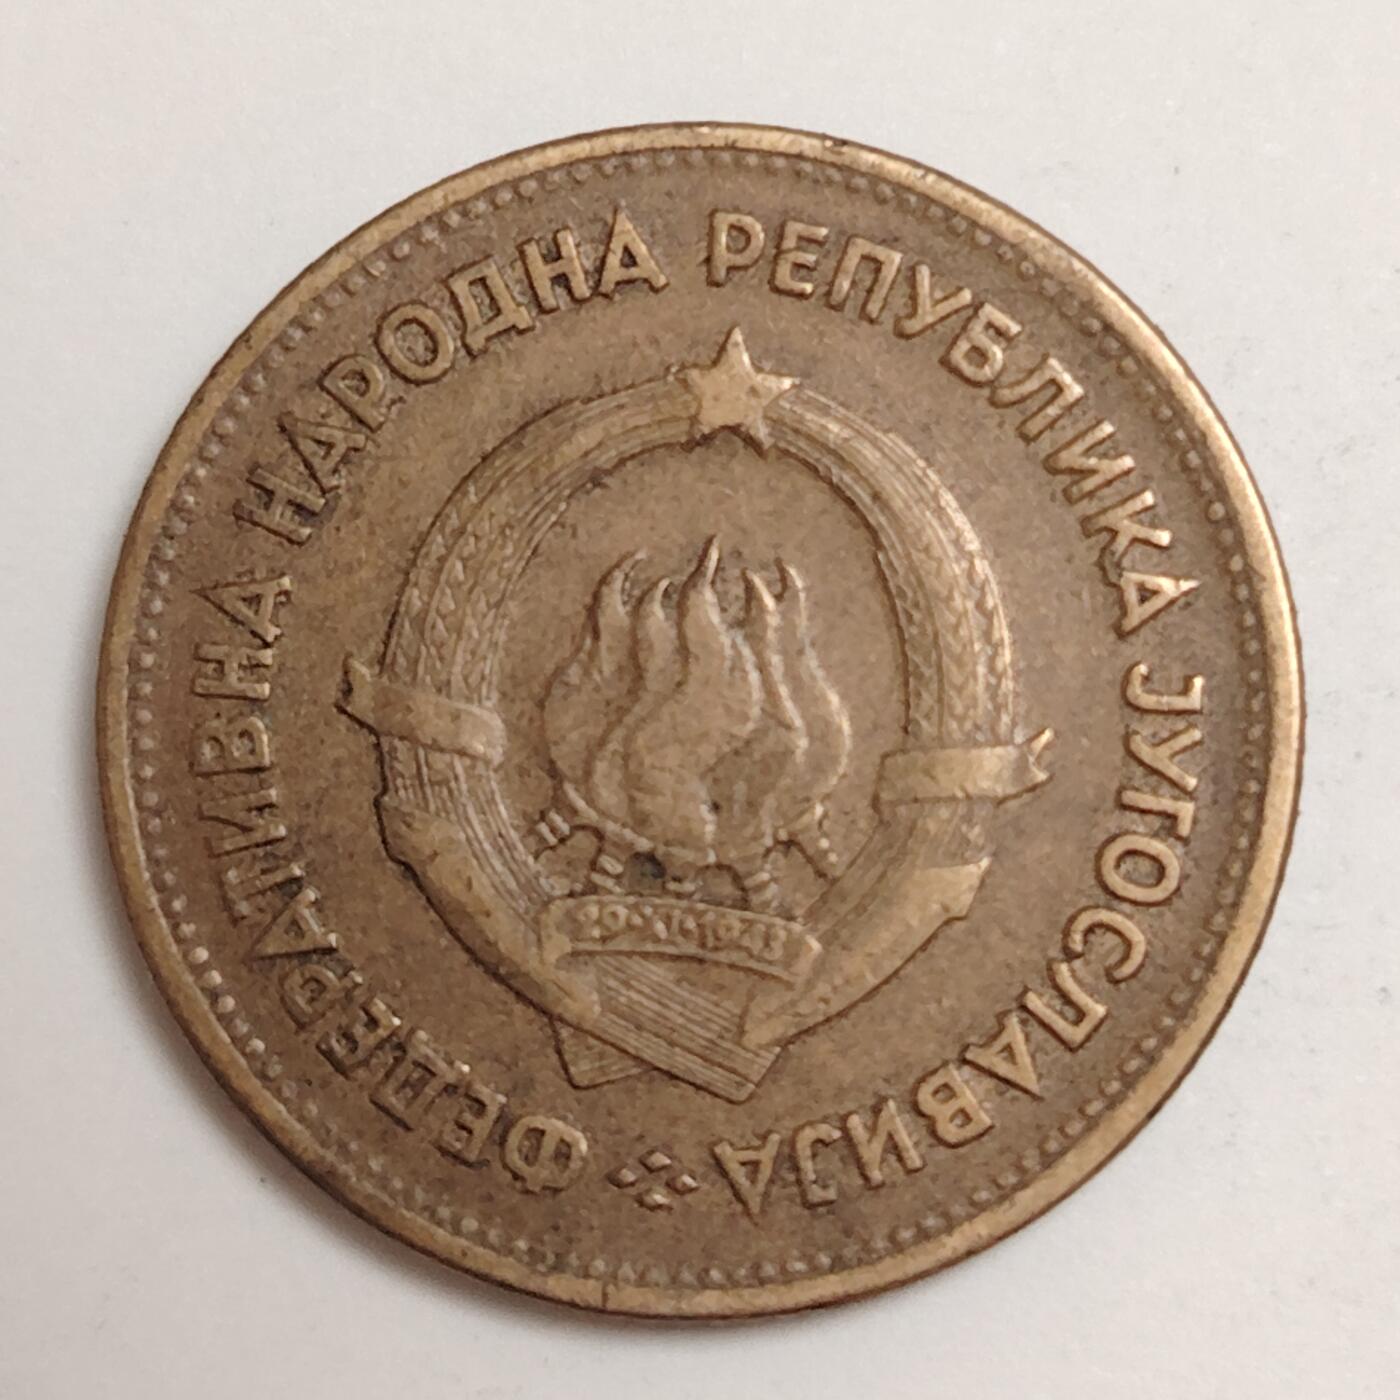 ФЕДЕРАТИВНА НАРОДНА РЕПУБЛИКА ЈУГОСЛАВИЈА
29·XI·1943